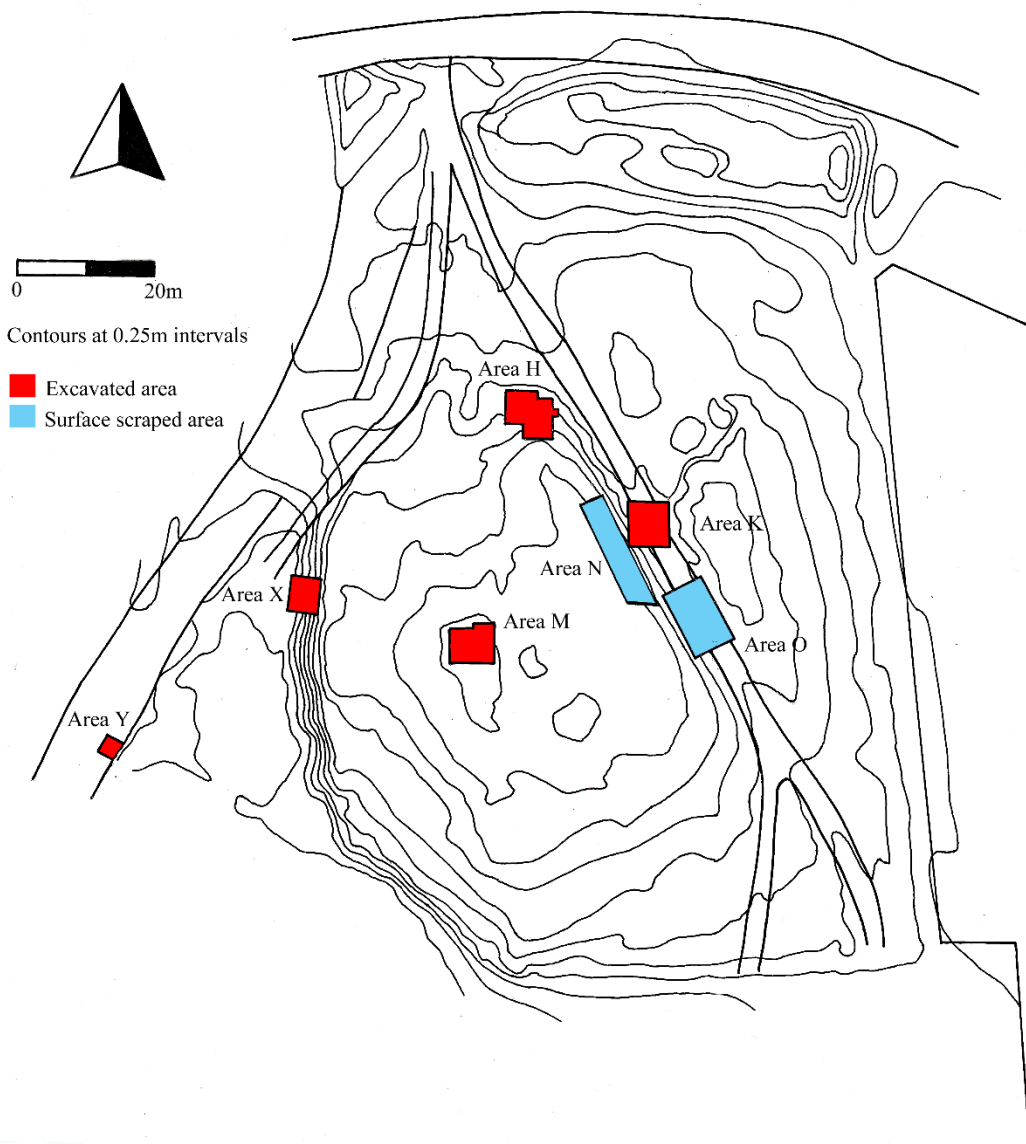 0
20m
Contours at 0.25m intervals
Excavated area
Surface scraped area
Area H
Area K
Area N
Area X
Area M
Area O
Area Y